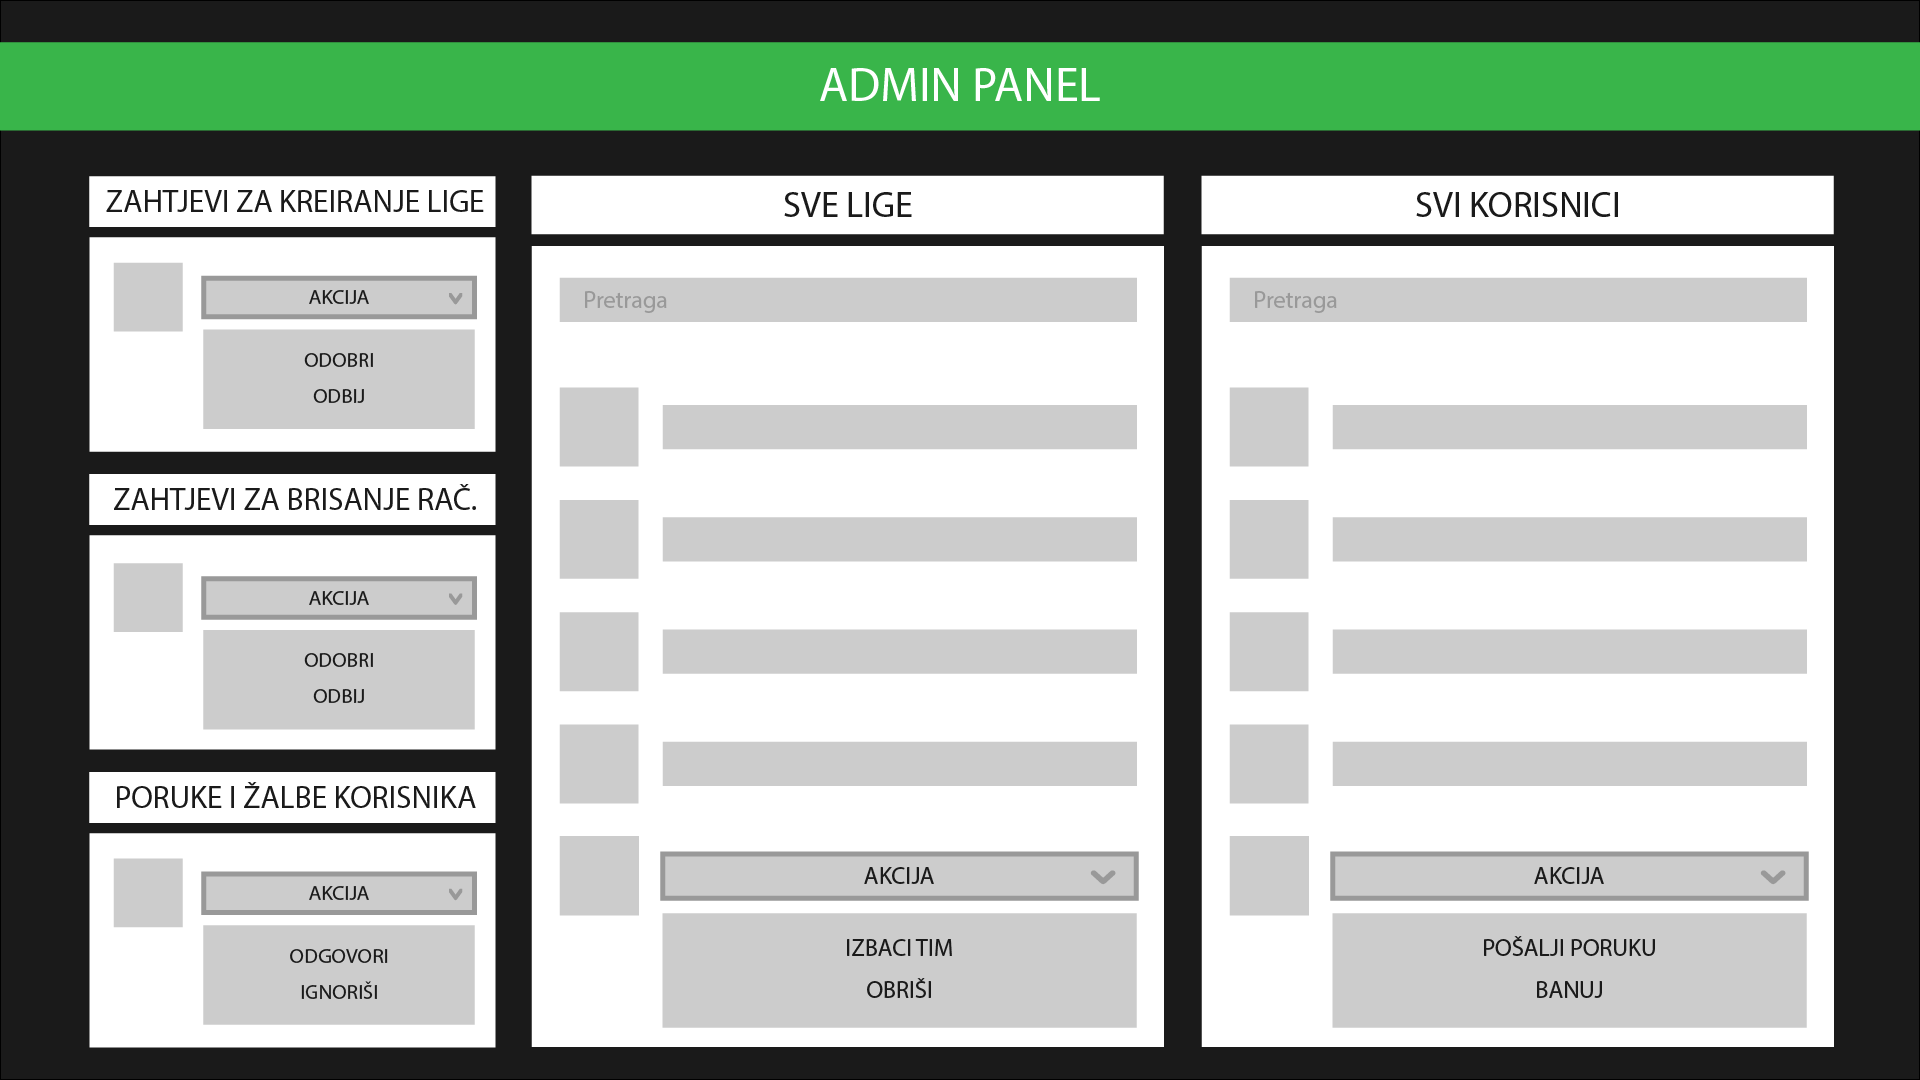 ADMIN PANEL
ZAHTJEVI ZA KREIRANJE LIGE
AKCIJA
ODOBRI
ODBIJ
ZAHTJEVI ZA BRISANJE RAČ.
AKCIJA
ODOBRI
ODBIJ
PORUKE I ŽALBE KORISNIKA
AKCIJA
ODGOVORI
IGNORIŠI
SVE LIGE
Pretraga
AKCIJA
IZBACI TIM
OBRIŠI
SVI KORISNICI
Pretraga
AKCIJA
POŠALJI PORUKU
BANUJ